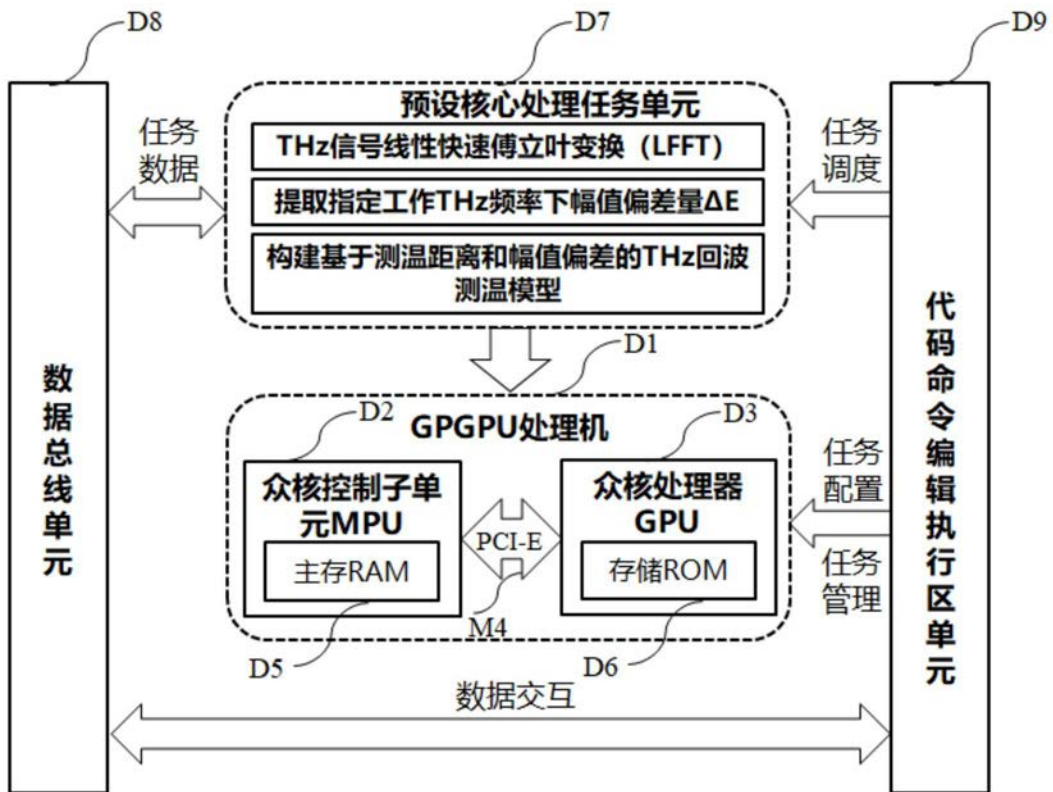 D8
D7
D9
预设核心处理任务单元
THz信号线性快速傅立叶变换（LFFT）
提取指定工作THz频率下幅值偏差量ΔE
构建基于测温距离和幅值偏差的THz回波
测温模型
任务
数据
任务
调度
数据总线单元
代码命令编辑执行区单元
D1
GPGPU处理机
D2
D3
众核控制子单
元MPU
主存RAM
PCI-E
众核处理器
GPU
存储ROM
任务
配置
任务
管理
M4
D5
D6
数据交互